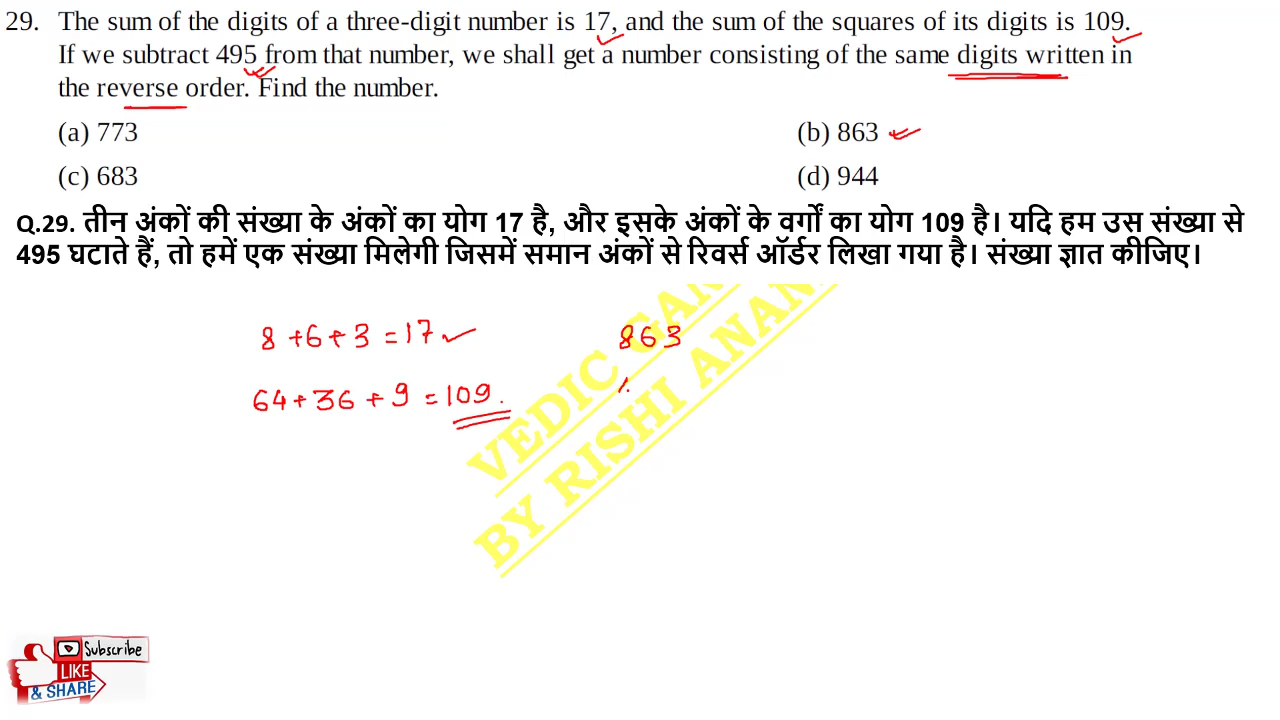 29. The sum of the digits of a three-digit number is 17, and the sum of the squares of its digits is 109.
If we subtract 495 from that number, we shall get a number consisting of the same digits written in
the reverse order. Find the number.
(a) 773 (b) 863
(c) 683 (d) 944
Q.29. तीन अंकों की संख्या के अंकों का योग 17 है, और इसके अंकों के वर्गों का योग 109 है। यदि हम उस संख्या से
495 घटाते हैं, तो हमें एक संख्या मिलेगी जिसमें समान अंकों से रिवर्स ऑर्डर लिखा गया है। संख्या ज्ञात कीजिए।
8 + 6 + 3 = 17 863
64 + 36 + 9 = 109.
VEDIC GAN
BY RISHI ANAN
Subscribe
LIKE
& SHARE